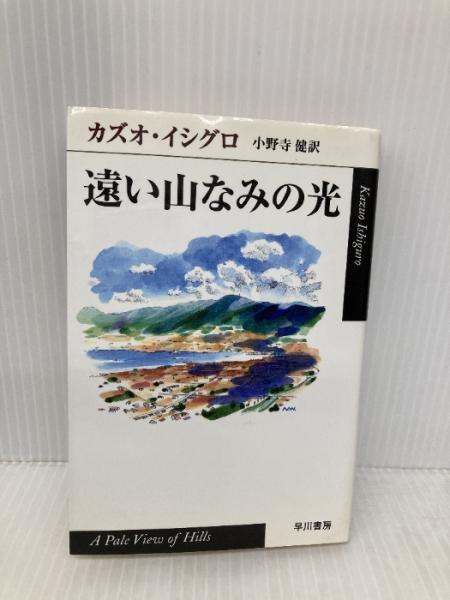 カズオ・イシグロ 小野寺 健訳
遠い山なみの光
Kazuo Ishiguro
N.N.
A Pale View of Hills
早川書房